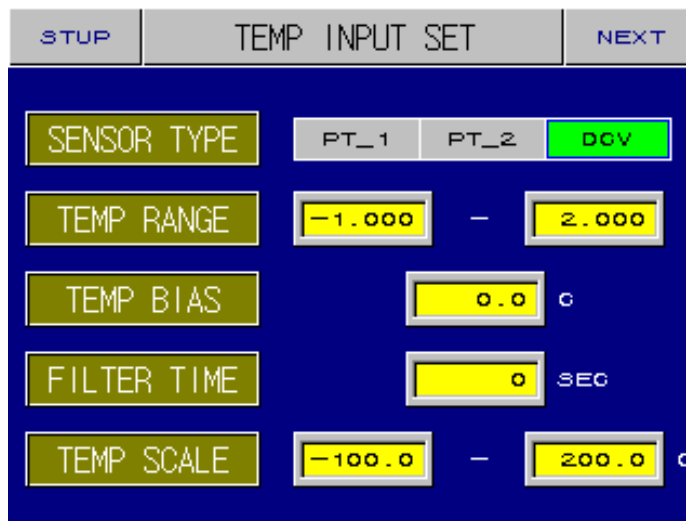 STUP TEMP INPUT SET NEXT
SENSOR TYPE PT_1 PT_2 DCV
TEMP RANGE -1.000 - 2.000
TEMP BIAS 0.0 C
FILTER TIME 0 SEC
TEMP SCALE -100.0 - 200.0 C